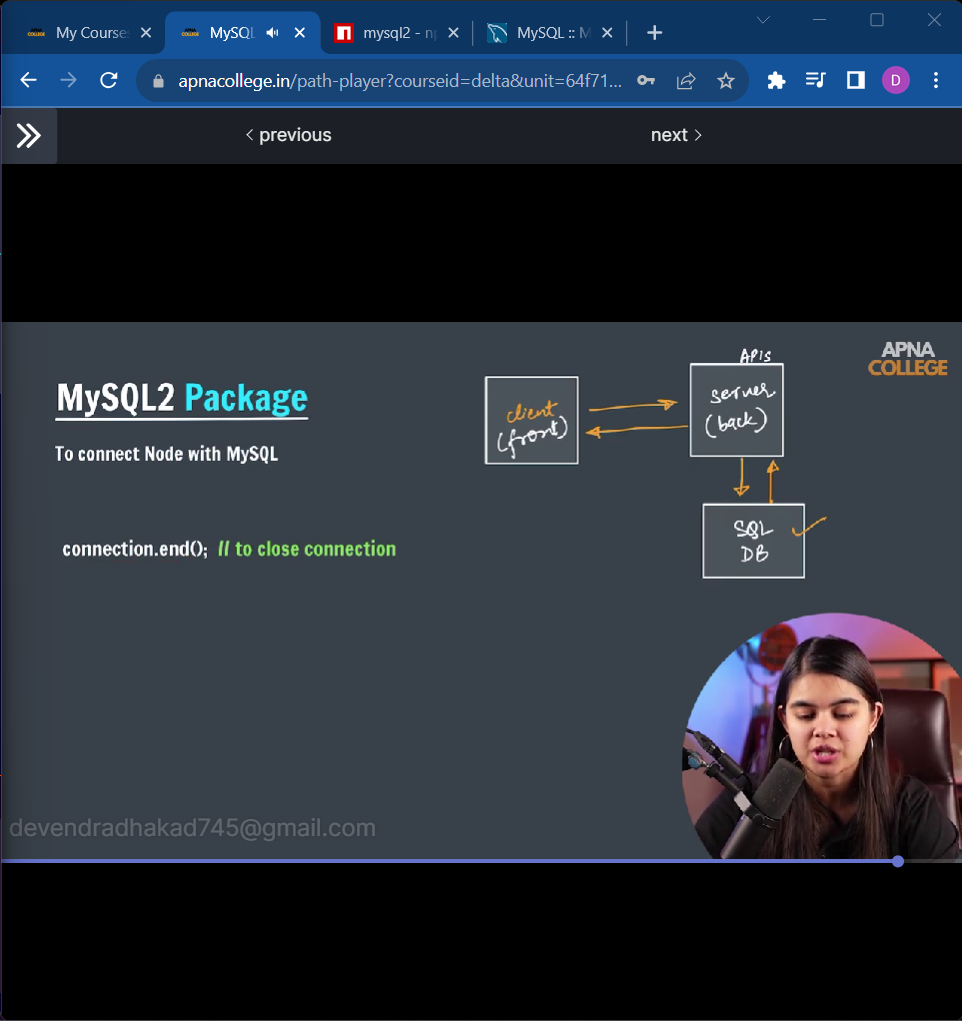 My Course
MySQL
mysql2 - n
MySQL :: M
apnacollege.in/path-player?courseid=delta&unit=64f71...
D
< previous
next >
APIs
APNA
COLLEGE
MySQL2 Package
client
(front)
server
(back)
To connect Node with MySQL
SQL
DB
connection.end(); // to close connection
devendradhakad745@gmail.com